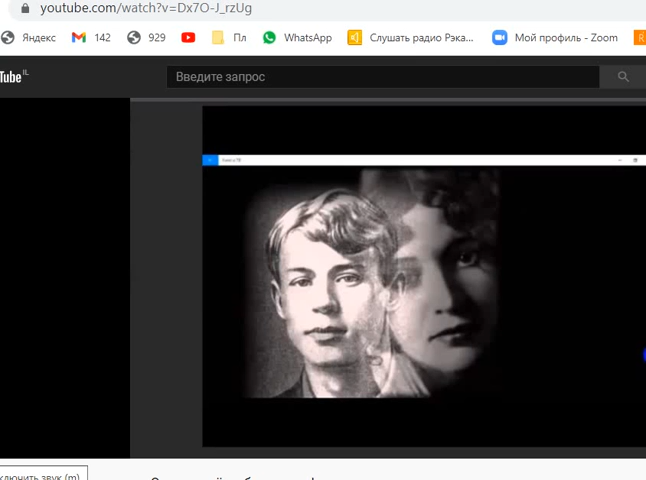 youtube.com/watch?v=Dx7O-J_rzUg
Яндекс 142 929 Пл WhatsApp Слушать радио Рэка... Мой профиль - Zoom
Tube IL Введите запрос
ключить звук (m)